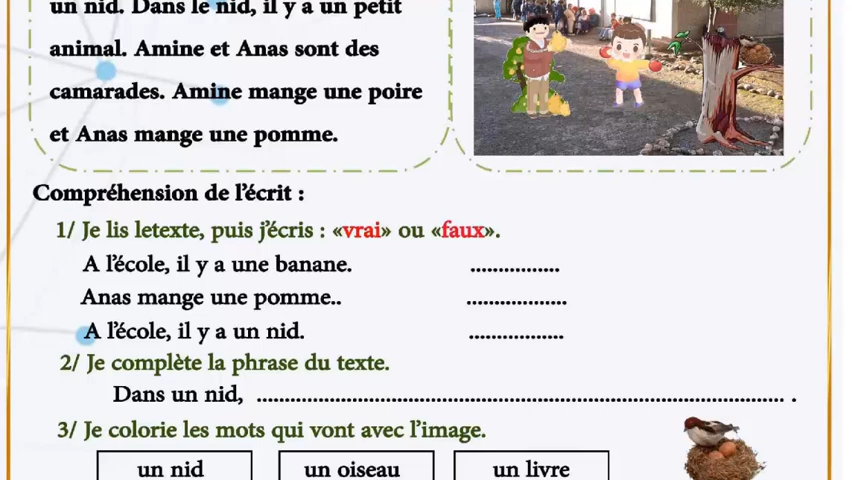 un nid. Dans le nid, il y a un petit
animal. Amine et Anas sont des
camarades. Amine mange une poire
et Anas mange une pomme.
Compréhension de l'écrit :
1/ Je lis letexte, puis j'écris : «vrai» ou «faux».
A l'école, il y a une banane. ................
Anas mange une pomme.. ..................
A l'école, il y a un nid. .................
2/ Je complète la phrase du texte.
Dans un nid, ............................................................................................... .
3/ Je colorie les mots qui vont avec l'image.
un nid un oiseau un livre